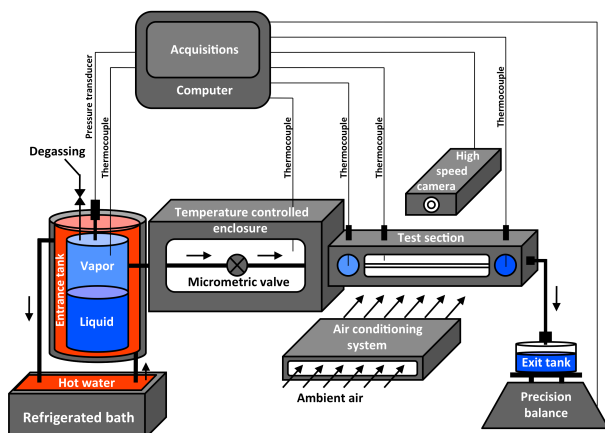 Acquisitions
Computer
Pressure transducer
Thermocouple
Thermocouple
Thermocouple
Thermocouple
Thermocouple
Degassing
High
speed
camera
Temperature controlled
enclosure
Micrometric valve
Test section
Entrance tank
Vapor
Liquid
Air conditioning
system
Ambient air
Exit tank
Hot water
Refrigerated bath
Precision
balance